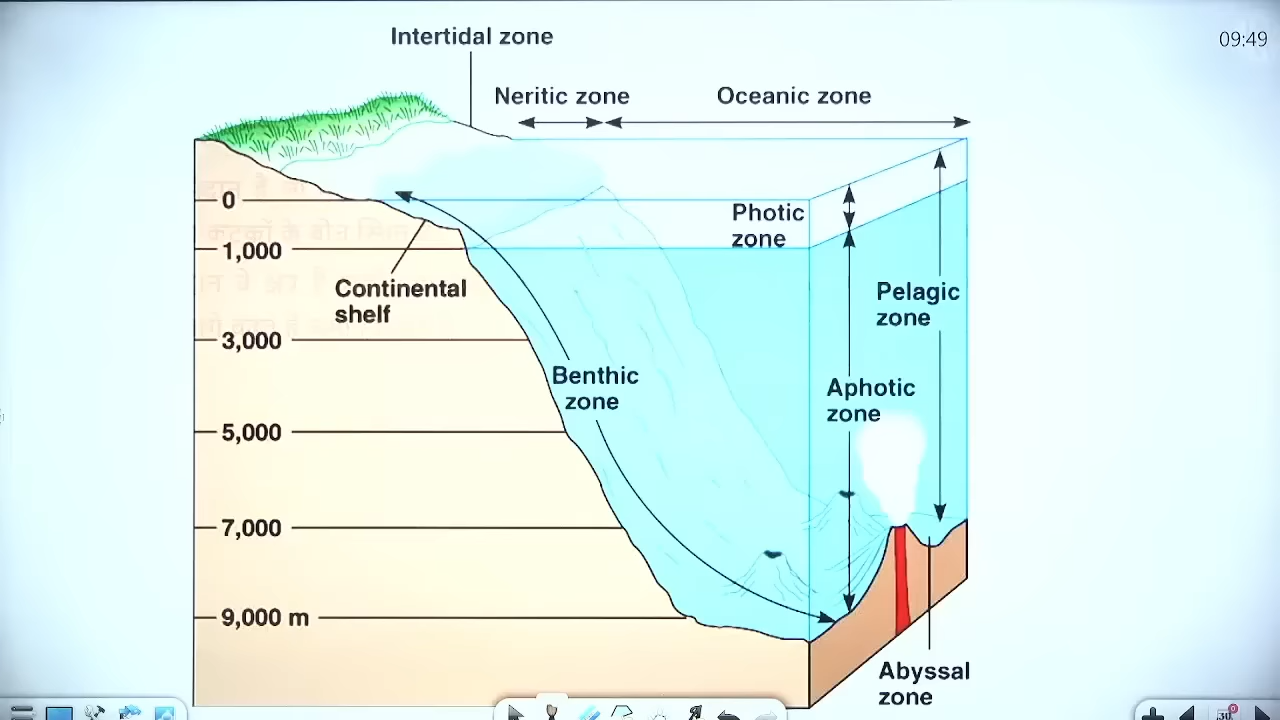 Intertidal zone
09:49
Neritic zone
Oceanic zone
0
Photic
zone
1,000
Continental
shelf
Pelagic
zone
3,000
Benthic
zone
Aphotic
zone
5,000
7,000
9,000 m
Abyssal
zone